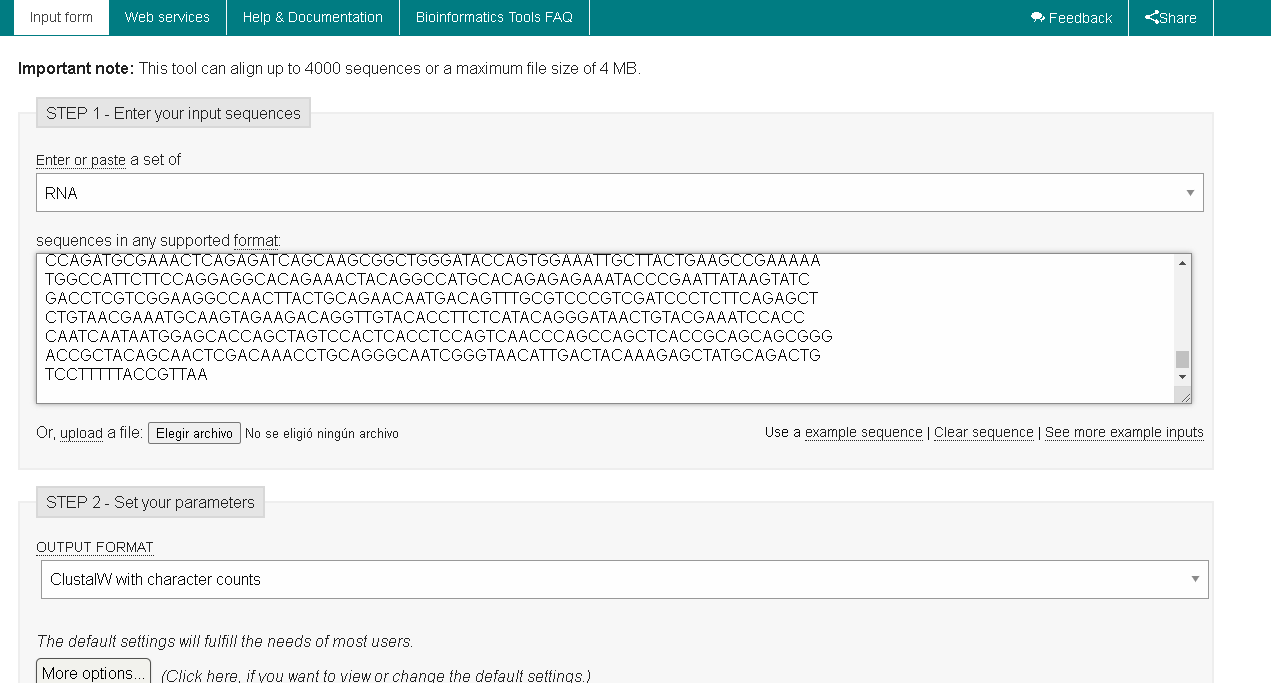 Input form Web services Help & Documentation Bioinformatics Tools FAQ Feedback Share
Important note: This tool can align up to 4000 sequences or a maximum file size of 4 MB.
STEP 1 - Enter your input sequences
Enter or paste a set of
RNA
sequences in any supported format:
CCAGATGCGAAACTCAGAGATCAGCAAGCGGCTGGGATACCAGTGGAAATTGCTTACTGAAGCCGAAAAA
TGGCCATTCTTCCAGGAGGCACAGAAACTACAGGCCATGCACAGAGAGAAATACCCGAATTATAAGTATC
GACCTCGTCGGAAGGCCAACTTACTGCAGAACAATGACAGTTTGCGTCCCGTCGATCCCTCTTCAGAGCT
CTGTAACGAAATGCAAGTAGAAGACAGGTTGTACACCTTCTCATACAGGGATAACTGTACGAAATCCACC
CAATCAATAATGGAGCACCAGCTAGTCCACTCACCTCCAGTCAACCCAGCCAGCTCACCGCAGCAGCGGG
ACCGCTACAGCAACTCGACAAACCTGCAGGGCAATCGGGTAACATTGACTACAAAGAGCTATGCAGACTG
TCCTTTTTACCGTTAA
Or, upload a file: Elegir archivo No se eligió ningún archivo Use a example sequence | Clear sequence | See more example inputs
STEP 2 - Set your parameters
OUTPUT FORMAT
ClustalW with character counts
The default settings will fulfill the needs of most users.
More options... (Click here, if you want to view or change the default settings.)